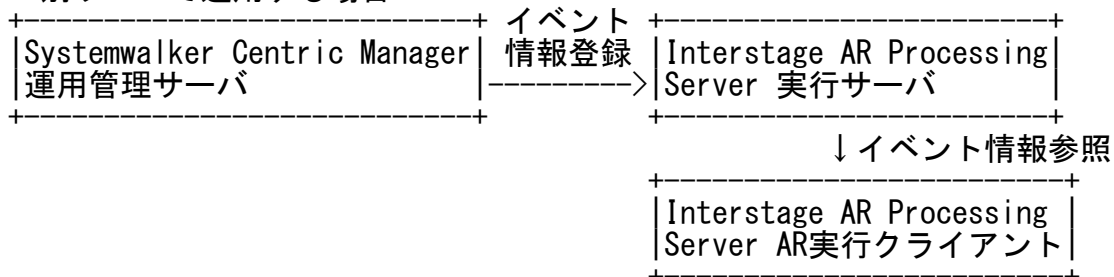 +----------------------------+ イベント +-------------------------+
|Systemwalker Centric Manager| 情報登録 |Interstage AR Processing|
|運用管理サーバ |--------->|Server 実行サーバ |
+----------------------------+ +-------------------------+
↓イベント情報参照
+-------------------------+
|Interstage AR Processing |
|Server AR実行クライアント|
+-------------------------+